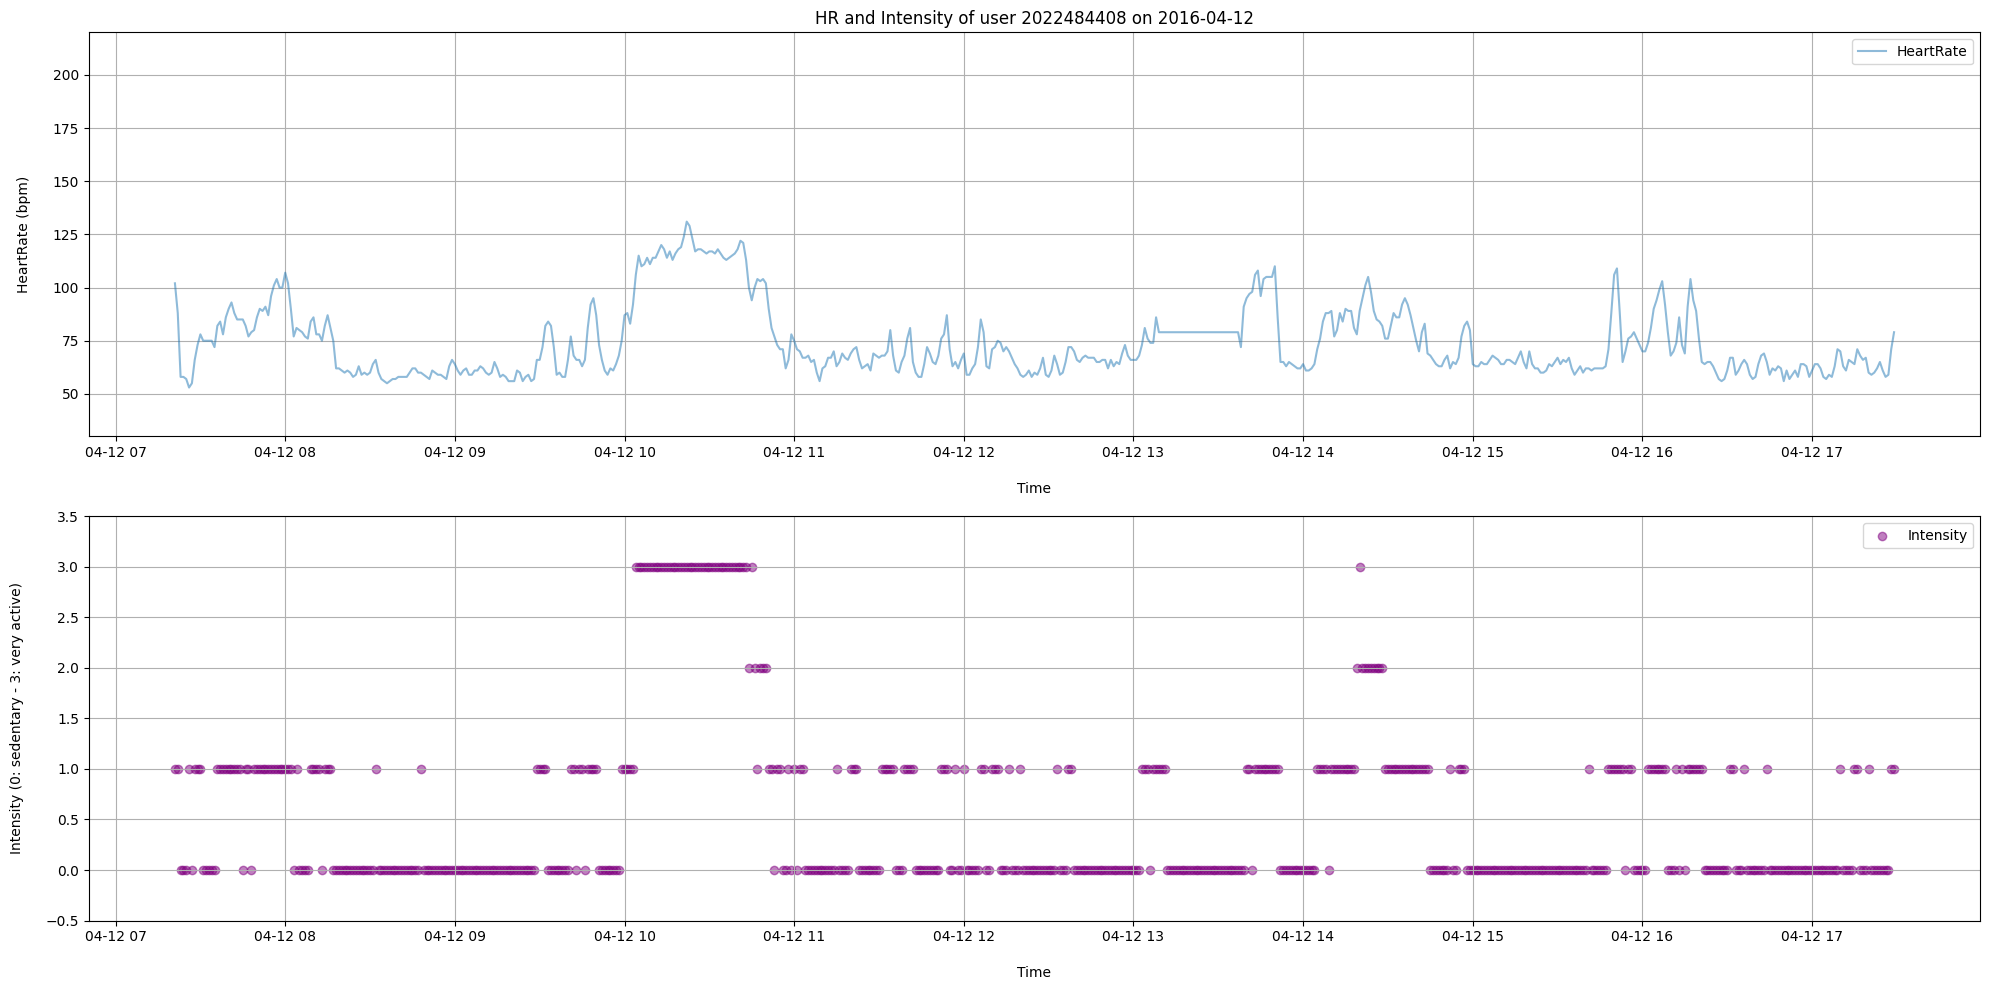 HR and Intensity of user 2022484408 on 2016-04-12
HeartRate
HeartRate (bpm)
200
175
150
125
100
75
50
04-12 07 04-12 08 04-12 09 04-12 10 04-12 11 04-12 12 04-12 13 04-12 14 04-12 15 04-12 16 04-12 17
Time
Intensity
Intensity (0: sedentary - 3: very active)
3.5
3.0
2.5
2.0
1.5
1.0
0.5
0.0
−0.5
04-12 07 04-12 08 04-12 09 04-12 10 04-12 11 04-12 12 04-12 13 04-12 14 04-12 15 04-12 16 04-12 17
Time